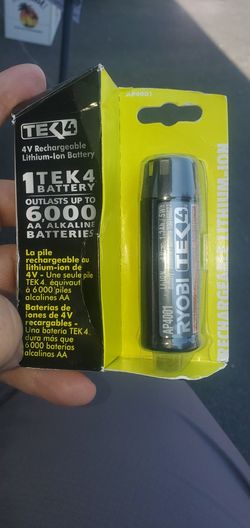 AP4001
TEK4
4V Rechargeable
Lithium-Ion Battery
1 TEK4
BATTERY
OUTLASTS UP TO
6,000
AA ALKALINE
BATTERIES
La pile
rechargeable au
lithium-ion de
4V - Une seule pile
TEK4 équivaut
à 6 000 piles
alcalines AA
Baterías de
iones de 4V
recargables -
Una batería TEK4
dura más que
6 000 baterías
alcalinas AA
RYOBI TEK4
AP4001
RECHARGEABLE LITHIUM-ION